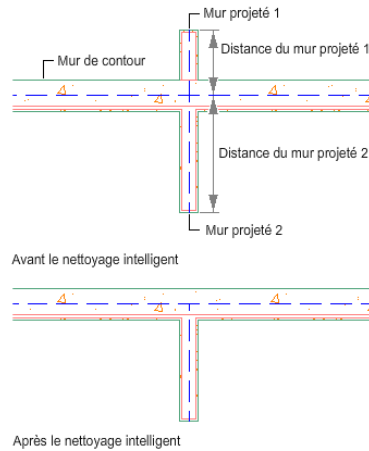 Mur projeté 1
Distance du mur projeté 1
Mur de contour
Distance du mur projeté 2
Mur projeté 2
Avant le nettoyage intelligent
Après le nettoyage intelligent